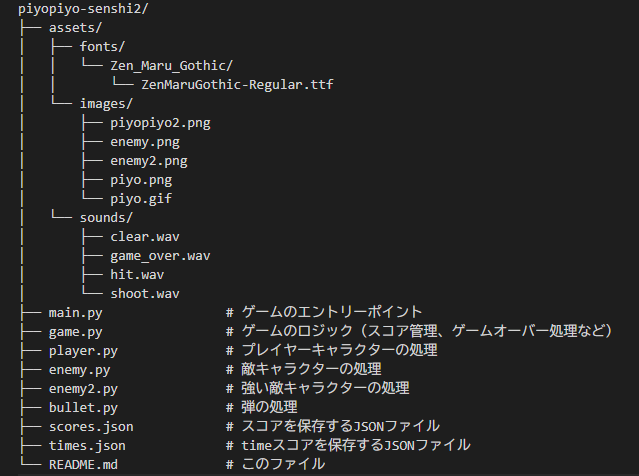 piyopiyo-senshi2/
├── assets/
│   ├── fonts/
│   │   └── Zen_Maru_Gothic/
│   │       └── ZenMaruGothic-Regular.ttf
│   └── images/
│       ├── piyopiyo2.png
│       ├── enemy.png
│       ├── enemy2.png
│       ├── piyo.png
│       └── piyo.gif
│   └── sounds/
│       ├── clear.wav
│       ├── game_over.wav
│       ├── hit.wav
│       └── shoot.wav
├── main.py                # ゲームのエントリーポイント
├── game.py                # ゲームのロジック（スコア管理、ゲームオーバー処理など）
├── player.py              # プレイヤーキャラクターの処理
├── enemy.py               # 敵キャラクターの処理
├── enemy2.py              # 強い敵キャラクターの処理
├── bullet.py              # 弾の処理
├── scores.json            # スコアを保存するJSONファイル
├── times.json             # timeスコアを保存するJSONファイル
└── README.md              # このファイル